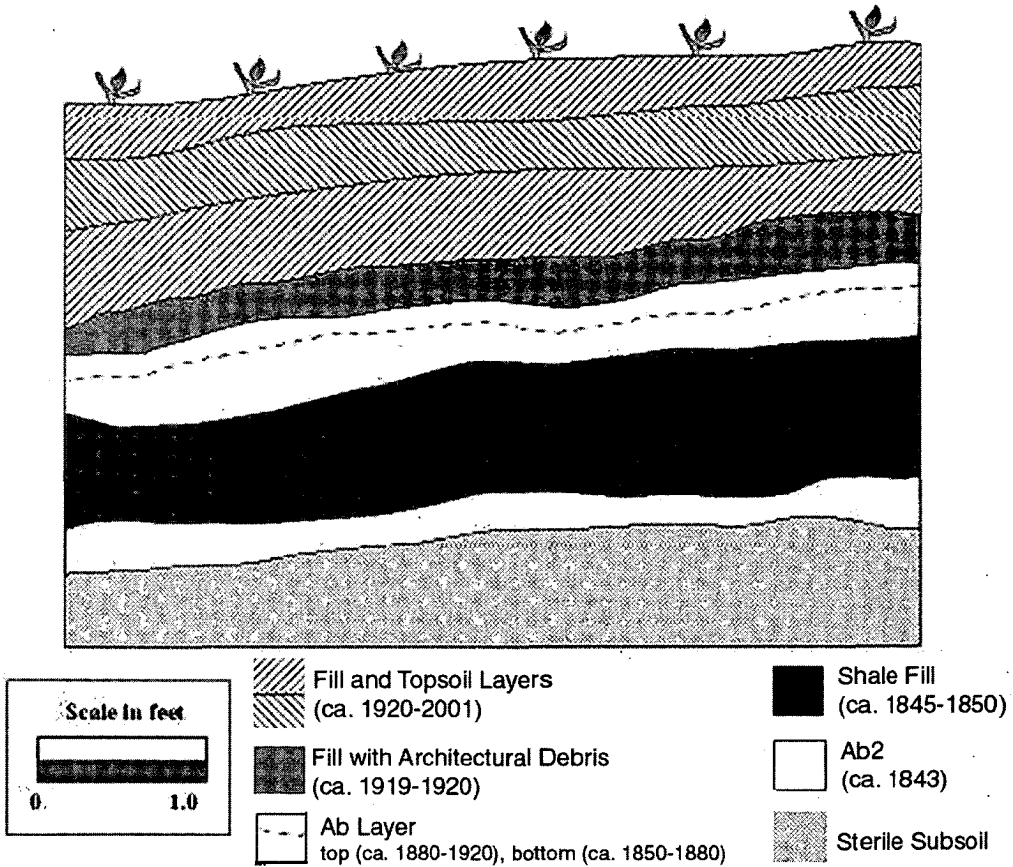 Scale in feet
0 1.0
Fill and Topsoil Layers
(ca. 1920-2001)
Fill with Architectural Debris
(ca. 1919-1920)
Ab Layer
top (ca. 1880-1920), bottom (ca. 1850-1880)
Shale Fill
(ca. 1845-1850)
Ab2
(ca. 1843)
Sterile Subsoil